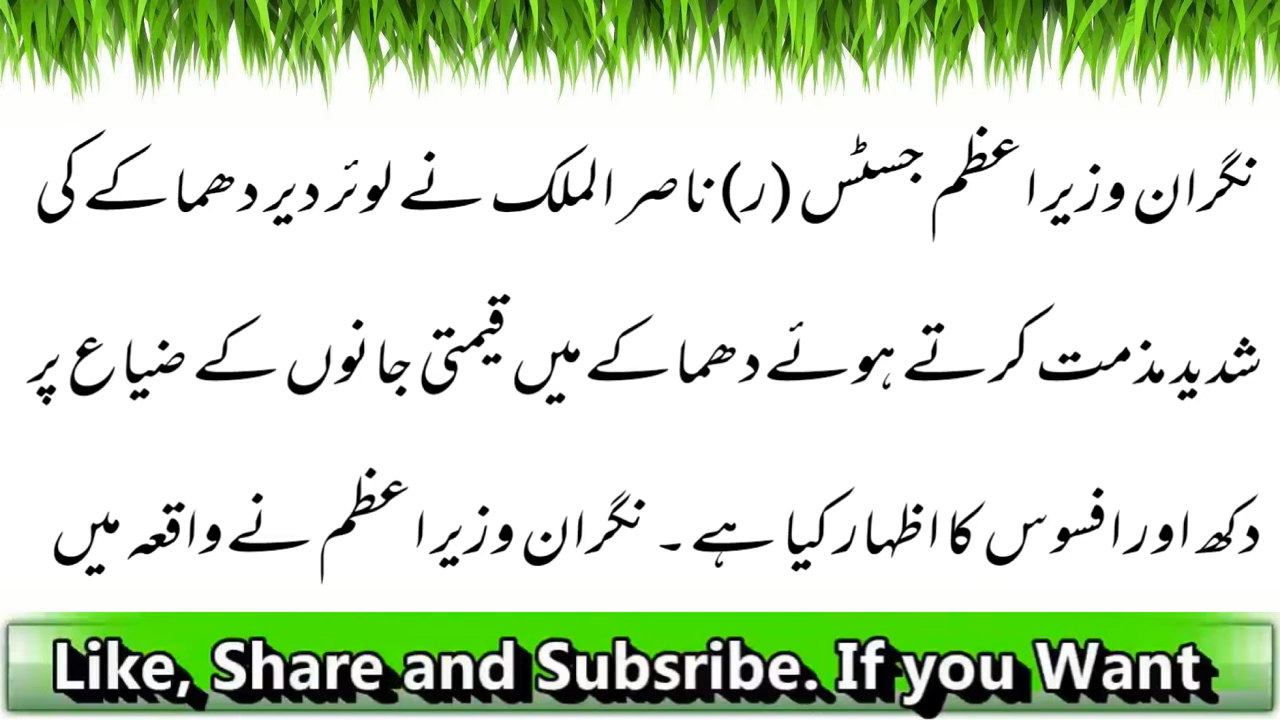 نگران وزیراعظم جسٹس (ر) ناصر الملک نے لوئر دیر دھماکے کی
شدید مذمت کرتے ہوئے دھماکے میں قیمتی جانوں کے ضیاع پر
دکھ اور افسوس کا اظہار کیا ہے۔ نگران وزیراعظم نے واقعہ میں
Like, Share and Subsribe. If you Want